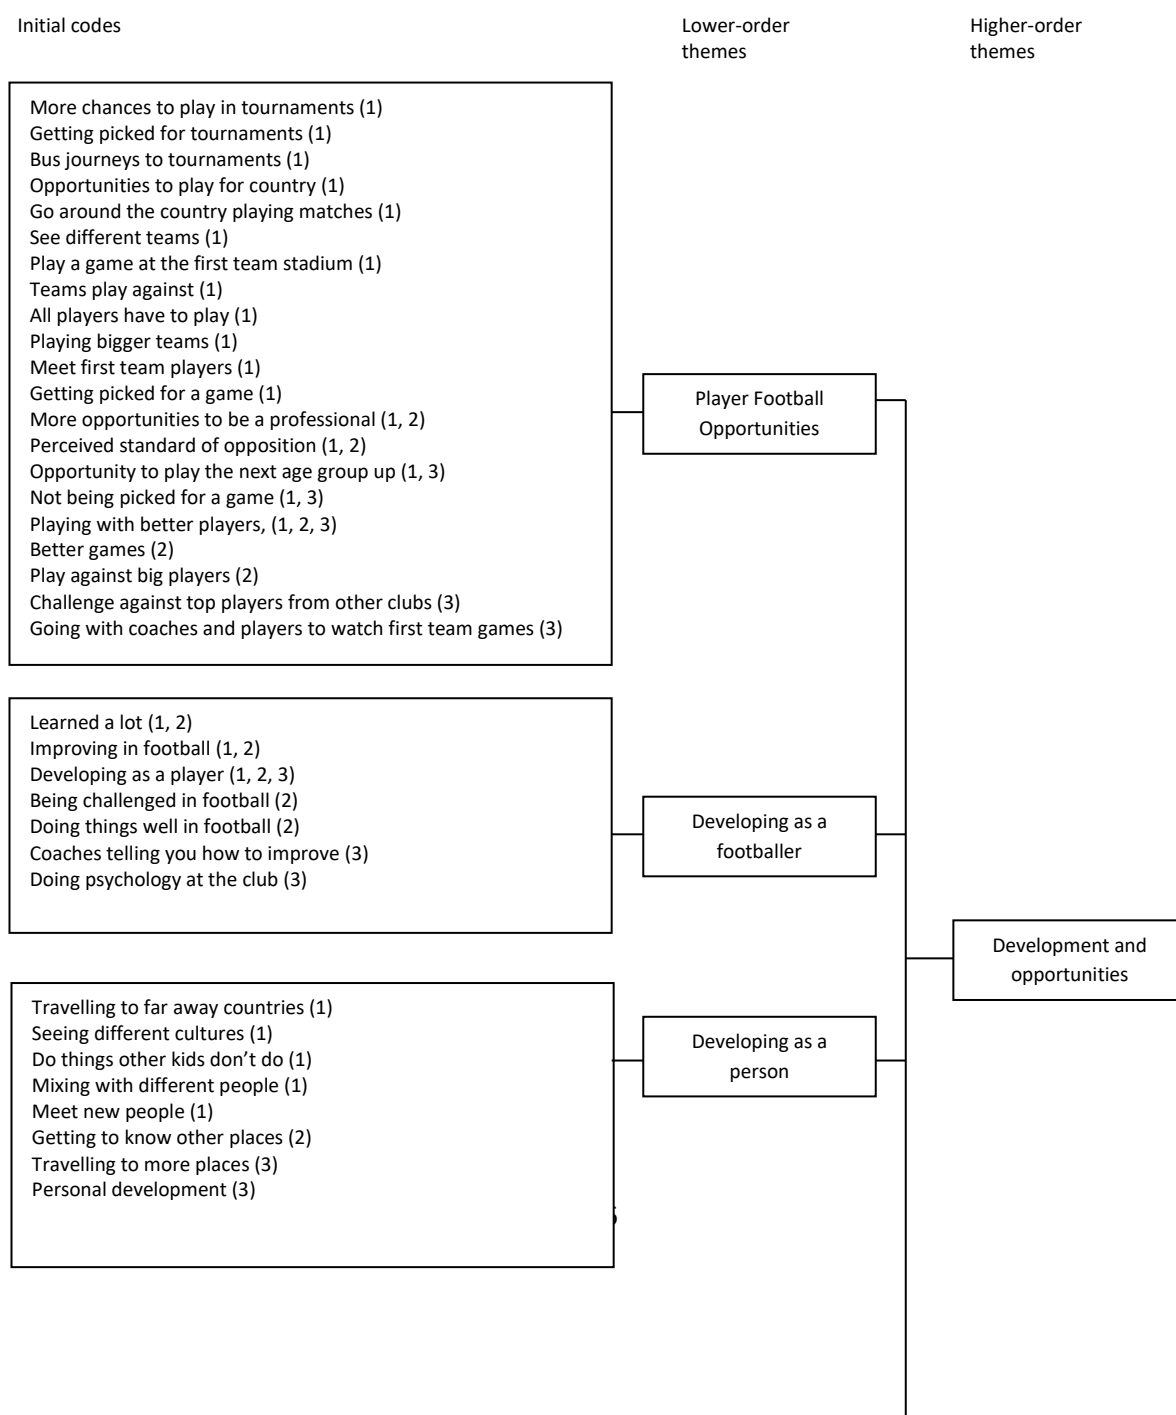 Initial codes
Lower-order
themes
Higher-order
themes
More chances to play in tournaments (1)
Getting picked for tournaments (1)
Bus journeys to tournaments (1)
Opportunities to play for country (1)
Go around the country playing matches (1)
See different teams (1)
Play a game at the first team stadium (1)
Teams play against (1)
All players have to play (1)
Playing bigger teams (1)
Meet first team players (1)
Getting picked for a game (1)
More opportunities to be a professional (1, 2)
Perceived standard of opposition (1, 2)
Opportunity to play the next age group up (1, 3)
Not being picked for a game (1, 3)
Playing with better players, (1, 2, 3)
Better games (2)
Play against big players (2)
Challenge against top players from other clubs (3)
Going with coaches and players to watch first team games (3)
Player Football
Opportunities
Learned a lot (1, 2)
Improving in football (1, 2)
Developing as a player (1, 2, 3)
Being challenged in football (2)
Doing things well in football (2)
Coaches telling you how to improve (3)
Doing psychology at the club (3)
Developing as a
footballer
Development and
opportunities
Travelling to far away countries (1)
Seeing different cultures (1)
Do things other kids don’t do (1)
Mixing with different people (1)
Meet new people (1)
Getting to know other places (2)
Travelling to more places (3)
Personal development (3)
Developing as a
person